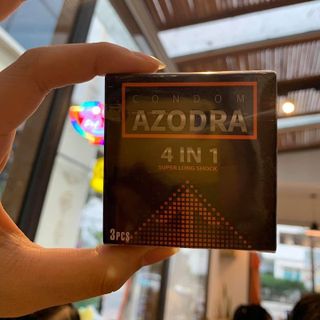 CONDOM
AZODRA
4 IN 1
SUPER LONG SHOCK
3PCS